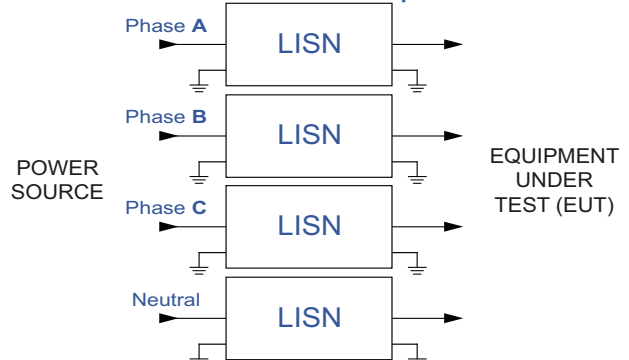 Phase A
LISN
Phase B
LISN
POWER
SOURCE
EQUIPMENT
UNDER
TEST (EUT)
Phase C
LISN
Neutral
LISN